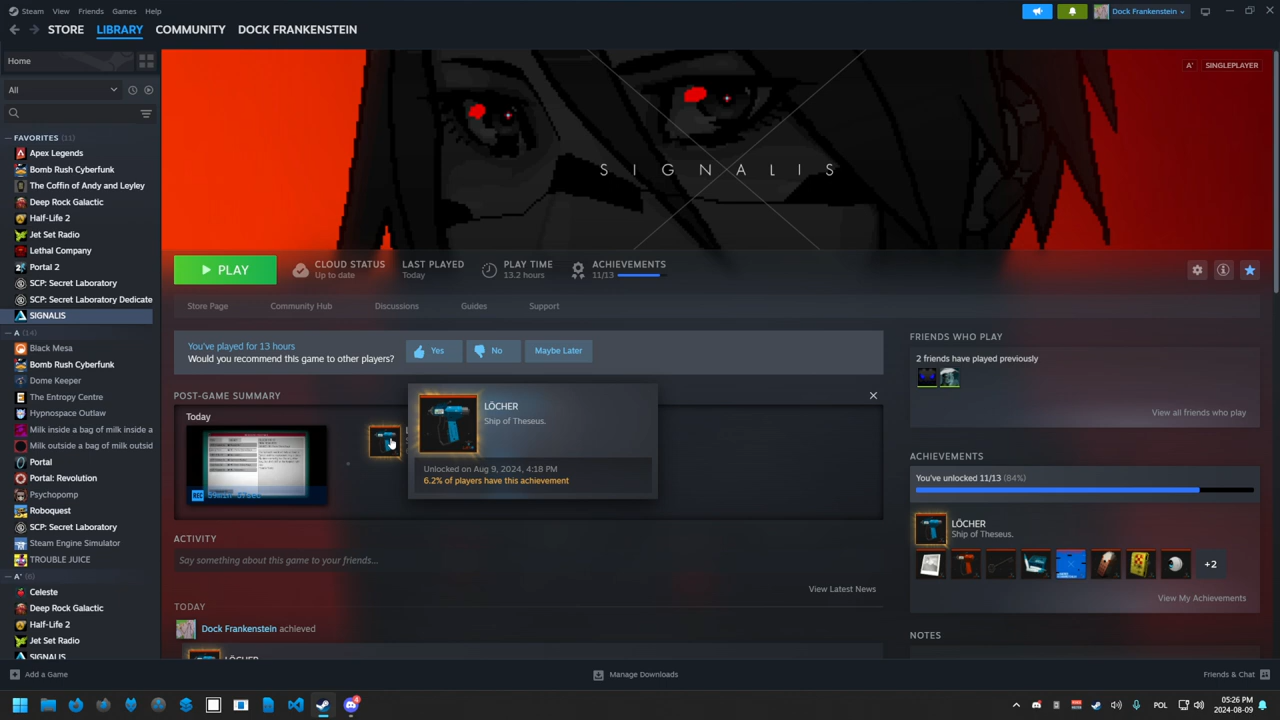 Steam View Friends Games Help
Dock Frankenstein
STORE LIBRARY COMMUNITY DOCK FRANKENSTEIN
Home
All
FAVORITES (11)
Apex Legends
Bomb Rush Cyberfunk
The Coffin of Andy and Leyley
Deep Rock Galactic
Half-Life 2
Jet Set Radio
Lethal Company
Portal 2
SCP: Secret Laboratory
SCP: Secret Laboratory Dedicate
SIGNALIS
A (14)
Black Mesa
Bomb Rush Cyberfunk
Dome Keeper
The Entropy Centre
Hypnospace Outlaw
Milk inside a bag of milk inside a
Milk outside a bag of milk outsid
Portal
Portal: Revolution
Psychopomp
Roboquest
SCP: Secret Laboratory
Steam Engine Simulator
TROUBLE JUICE
A' (6)
Celeste
Deep Rock Galactic
Half-Life 2
Jet Set Radio
SIGNALIS
Add a Game
A' SINGLEPLAYER
SIGNALIS
PLAY
CLOUD STATUS
Up to date
LAST PLAYED
Today
PLAY TIME
13.2 hours
ACHIEVEMENTS
11/13
Store Page Community Hub Discussions Guides Support
You've played for 13 hours
Would you recommend this game to other players?
Yes No Maybe Later
POST-GAME SUMMARY
Today
LÖCHER
Ship of Theseus.
Unlocked on Aug 9, 2024, 4:18 PM
6.2% of players have this achievement
ACTIVITY
Say something about this game to your friends...
View Latest News
TODAY
Dock Frankenstein achieved
LÖCHER
FRIENDS WHO PLAY
2 friends have played previously
View all friends who play
ACHIEVEMENTS
You've unlocked 11/13 (84%)
LÖCHER
Ship of Theseus.
+2
View My Achievements
NOTES
Manage Downloads
Friends & Chat
4
POL
05:26 PM
2024-08-09